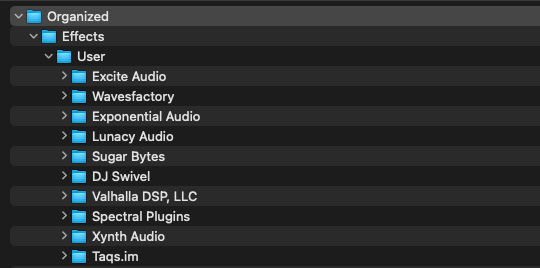 Organized
Effects
User
Excite Audio
Wavesfactory
Exponential Audio
Lunacy Audio
Sugar Bytes
DJ Swivel
Valhalla DSP, LLC
Spectral Plugins
Xynth Audio
Taqs.im